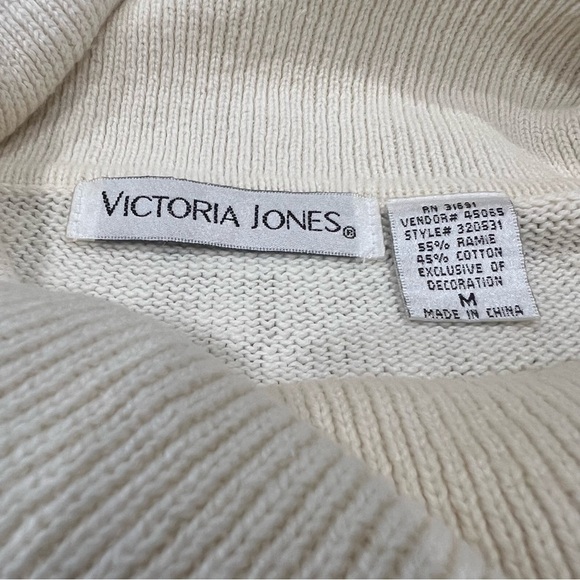 VICTORIA JONES®
RN 31691
VENDOR# 45065
STYLE# 320531
55% RAMIE
45% COTTON
EXCLUSIVE OF
DECORATION
M
MADE IN CHINA